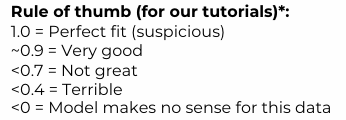 Rule of thumb (for our tutorials)*:
1.0 = Perfect fit (suspicious)
~0.9 = Very good
<0.7 = Not great
<0.4 = Terrible
<0 = Model makes no sense for this data